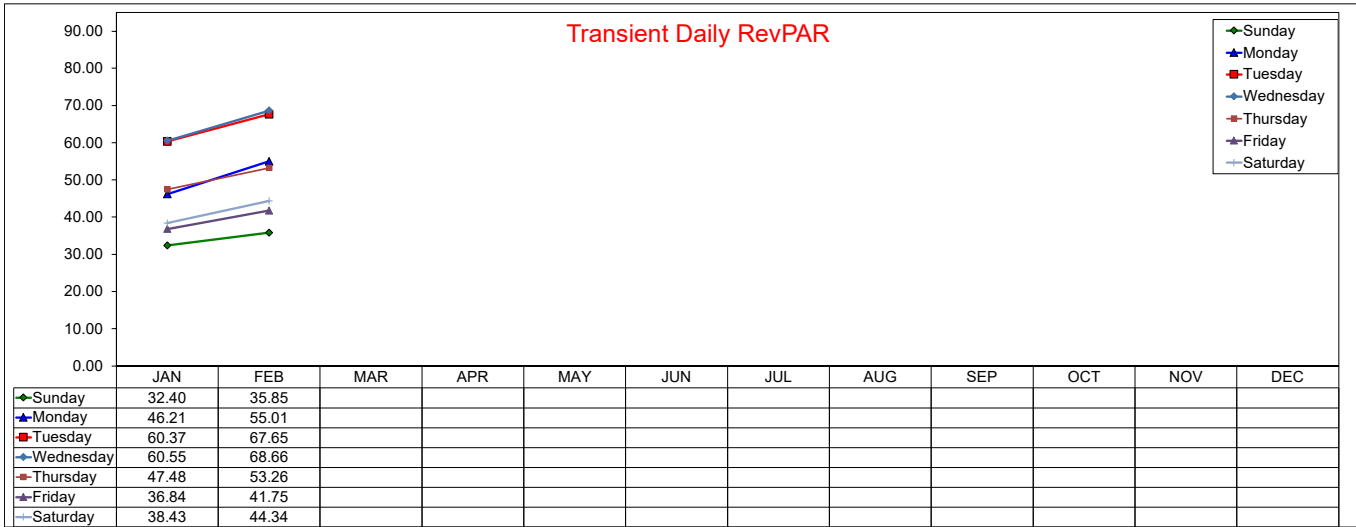 Transient Daily RevPAR
90.00
80.00
70.00
60.00
50.00
40.00
30.00
20.00
10.00
0.00
Sunday
Monday
Tuesday
Wednesday
Thursday
Friday
Saturday
JAN FEB MAR APR MAY JUN JUL AUG SEP OCT NOV DEC
Sunday 32.40 35.85
Monday 46.21 55.01
Tuesday 60.37 67.65
Wednesday 60.55 68.66
Thursday 47.48 53.26
Friday 36.84 41.75
Saturday 38.43 44.34